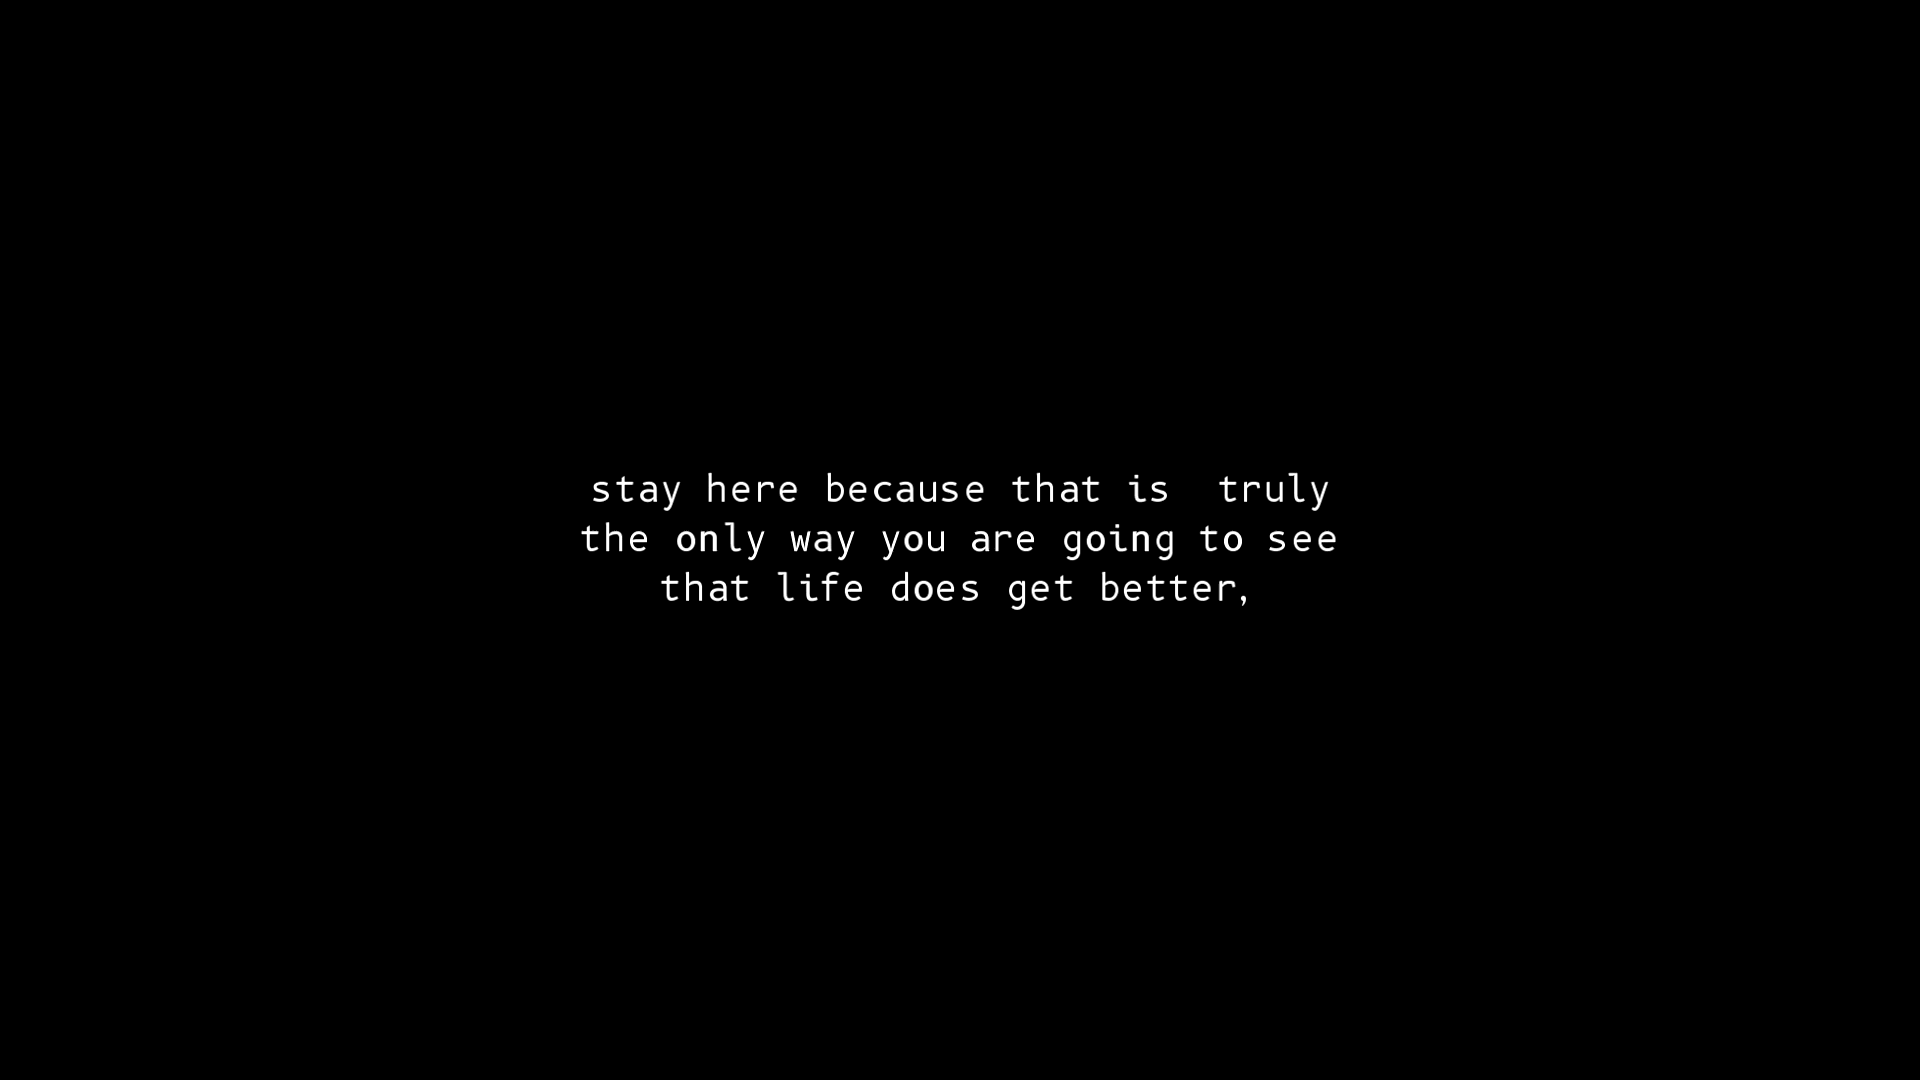 stay here because that is  truly
the only way you are going to see
that life does get better,